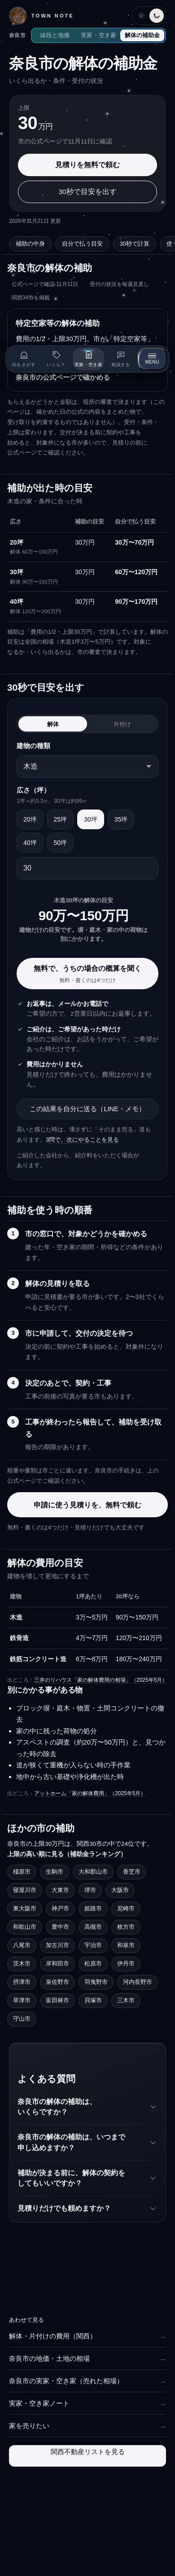 TOWN NOTE
奈良市
値段と地価
実家・空き家
解体の補助金
奈良市の解体の補助金
いくら出るか・条件・受付の状況
上限
30万円
市の公式ページで11月11日に確認
見積りを無料で頼む
30秒で目安を出す
補助の中身
自分で払う目安
30秒で計算
奈良市の解体の補助
公式ページで確認 11月11日
受付の状況を毎週見直し
関西34市を掲載
特定空家等の解体の補助
費用の1/2・上限30万円。市が「特定空家等」
街をさがす
いくら？
実家・空き家
相談する
MENU
奈良市の公式ページで確かめる
もらえるかどうかと金額は、役所の審査で決まります（この
ページは、確かめた日の公式の内容をまとめた物で、
受け取りを約束するものではありません）。受付・条件・
上限は変わります。交付が決まる前に契約や工事を
始めると、対象外になる市が多いので、見積りの前に公
式ページでご確認ください。
補助が出た時の目安
木造の家・条件に合った時
広さ
補助の目安
自分で払う目安
20坪
30万円
30万〜70万円
解体 60万〜100万円
30坪
30万円
60万〜120万円
解体 90万〜150万円
40坪
30万円
90万〜170万円
解体 120万〜200万円
補助は「費用の1/2・上限30万円」で計算しています。解体の
目安は全国の相場（木造1坪3万〜5万円）です。対象に
なるか・いくら出るかは、市の審査で決まります。
30秒で目安を出す
解体
片付け
建物の種類
木造
広さ（坪）
1坪＝約3.3㎡。30坪は約99㎡
20坪
25坪
30坪
35坪
40坪
50坪
30
木造30坪の解体の目安
90万〜150万円
建物だけの目安です。塀・庭木・家の中の荷物は
別にかかります。
無料で、うちの場合の概算を聞く
無料・書くのは4つだけ
お返事は、メールかお電話で
ご希望の方で、2営業日以内にお返事します。
ご紹介は、ご希望があった時だけ
会社のご紹介は、お話をうかがって、ご希望が
あった時だけです。
費用はかかりません
見積りだけで終わっても、費用はかかりませ
ん。
この結果を自分に送る（LINE・メモ）
高いと感じた時は、壊さずに「そのまま売る」道も
あります。3問で、次にやることを見る
ご紹介した会社から、紹介料をいただく場合が
あります。
補助を使う時の順番
1 市の窓口で、対象かどうかを確かめる
建った年・空き家の期間・所得などの条件があり
ます。
2 解体の見積りを取る
申請に見積書が要る市が多いです。2〜3社でくら
べると安心です。
3 市に申請して、交付の決定を待つ
決定の前に契約や工事を始めると、対象外になり
ます。
4 決定のあとで、契約・工事
工事の前後の写真が要る市もあります。
5 工事が終わったら報告して、補助を受け取
る
報告の期限があります。
順番や書類は市ごとに違います。奈良市の手続きは、上の
公式ページでご確認ください。
申請に使う見積りを、無料で頼む
無料・書くのは4つだけ・見積りだけでも大丈夫です
解体の費用の目安
建物を壊して更地にするまで
建物
1坪あたり
30坪なら
木造
3万〜5万円
90万〜150万円
鉄骨造
4万〜7万円
120万〜210万円
鉄筋コンクリート造
6万〜8万円
180万〜240万円
出どころ：三井のリハウス「家の解体費用の相場」（2025年5月）
別にかかる事がある物
ブロック塀・庭木・物置・土間コンクリートの撤
去
家の中に残った荷物の処分
アスベストの調査（約20万〜50万円）と、見つか
った時の除去
道が狭くて重機が入らない時の手作業
地中から古い基礎や浄化槽が出た時
出どころ：アットホーム「家の解体費用」（2025年5月）
ほかの市の補助
奈良市の上限30万円は、関西30市の中で24位です。
上限の高い順に見る（補助金ランキング）
橿原市
生駒市
大和郡山市
香芝市
寝屋川市
大東市
堺市
大阪市
東大阪市
神戸市
姫路市
尼崎市
和歌山市
豊中市
高槻市
枚方市
八尾市
加古川市
宇治市
和泉市
茨木市
岸和田市
松原市
伊丹市
摂津市
泉佐野市
羽曳野市
河内長野市
草津市
富田林市
貝塚市
三木市
守山市
よくある質問
奈良市の解体の補助は、
いくらですか？
奈良市の解体の補助は、いつまで
申し込めますか？
補助が決まる前に、解体の契約を
してもいいですか？
見積りだけでも頼めますか？
あわせて見る
解体・片付けの費用（関西）
→
奈良市の地価・土地の相場
→
奈良市の実家・空き家（売れた相場）
→
実家・空き家ノート
→
家を売りたい
→
関西不動産リストを見る